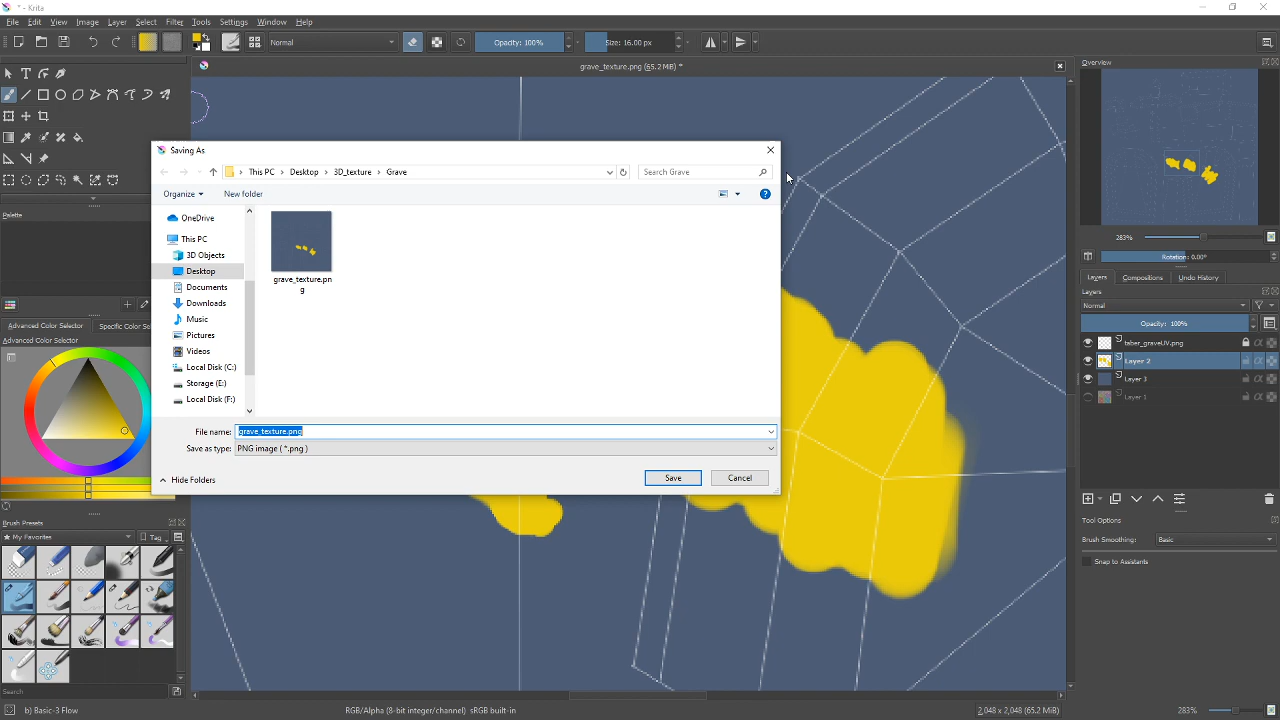 * - Krita
File Edit View Image Layer Select Filter Tools Settings Window Help
Normal Opacity: 100% Size: 16.00 px
grave_texture.png (65.2 MiB) *
Overview
Saving As
This PC > Desktop > 3D_texture > Grave
Search Grave
Organize New folder
OneDrive
This PC
3D Objects
Desktop
Documents
Downloads
Music
Pictures
Videos
Local Disk (C:)
Storage (E:)
Local Disk (F:)
grave_texture.pn
g
File name: grave_texture.png
Save as type: PNG image ( *.png )
Hide Folders
Save Cancel
Palette
Advanced Color Selector Specific Color Sel
Advanced Color Selector
Brush Presets
My Favorites
Tag
Search
283%
Rotation: 0.00°
Layers Compositions Undo History
Layers
Normal
Opacity: 100%
taber_graveUV.png
Layer 2
Layer 3
Layer 1
Tool Options
Brush Smoothing: Basic
Snap to Assistants
b) Basic-3 Flow
RGB/Alpha (8-bit integer/channel) sRGB built-in
2,048 x 2,048 (65.2 MiB)
283%